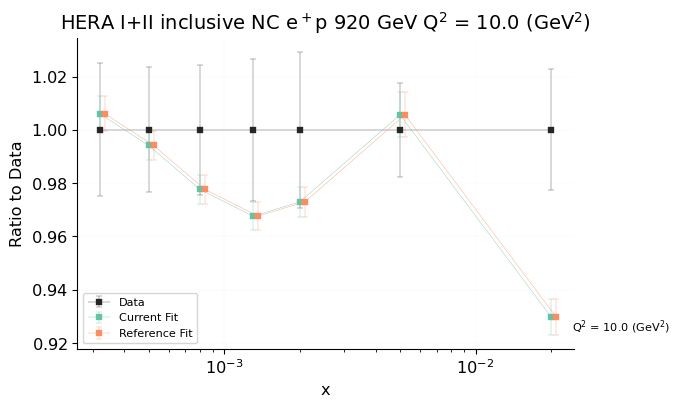 HERA I+II inclusive NC e⁺p 920 GeV Q² = 10.0 (GeV²)
Ratio to Data
1.02
1.00
0.98
0.96
0.94
0.92
Data
Current Fit
Reference Fit
Q² = 10.0 (GeV²)
10⁻³
10⁻²
x